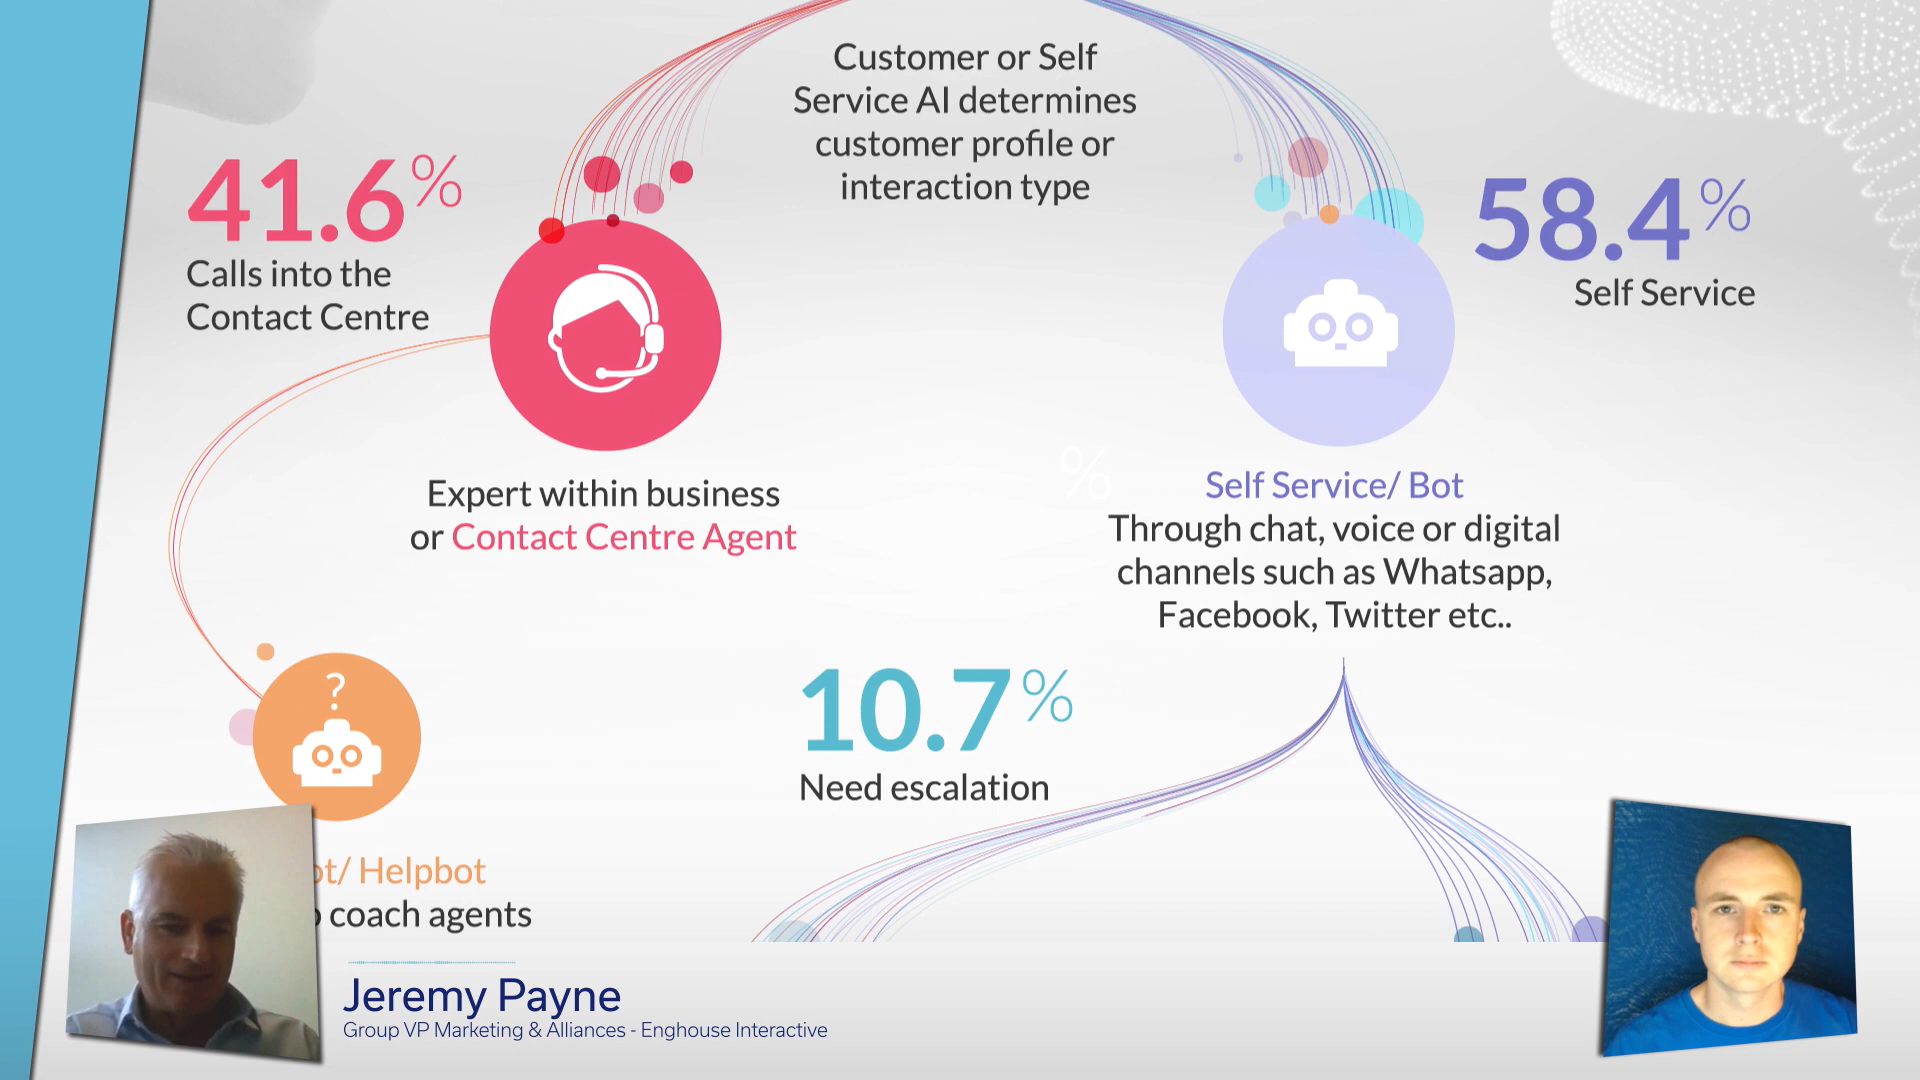 Customer or Self
Service AI determines
customer profile or
interaction type
41.6%
Calls into the
Contact Centre
58.4%
Self Service
Expert within business
or Contact Centre Agent
%
Self Service/ Bot
Through chat, voice or digital
channels such as Whatsapp,
Facebook, Twitter etc..
?
10.7%
Need escalation
/ Helpbot
coach agents
Jeremy Payne
Group VP Marketing & Alliances - Enghouse Interactive